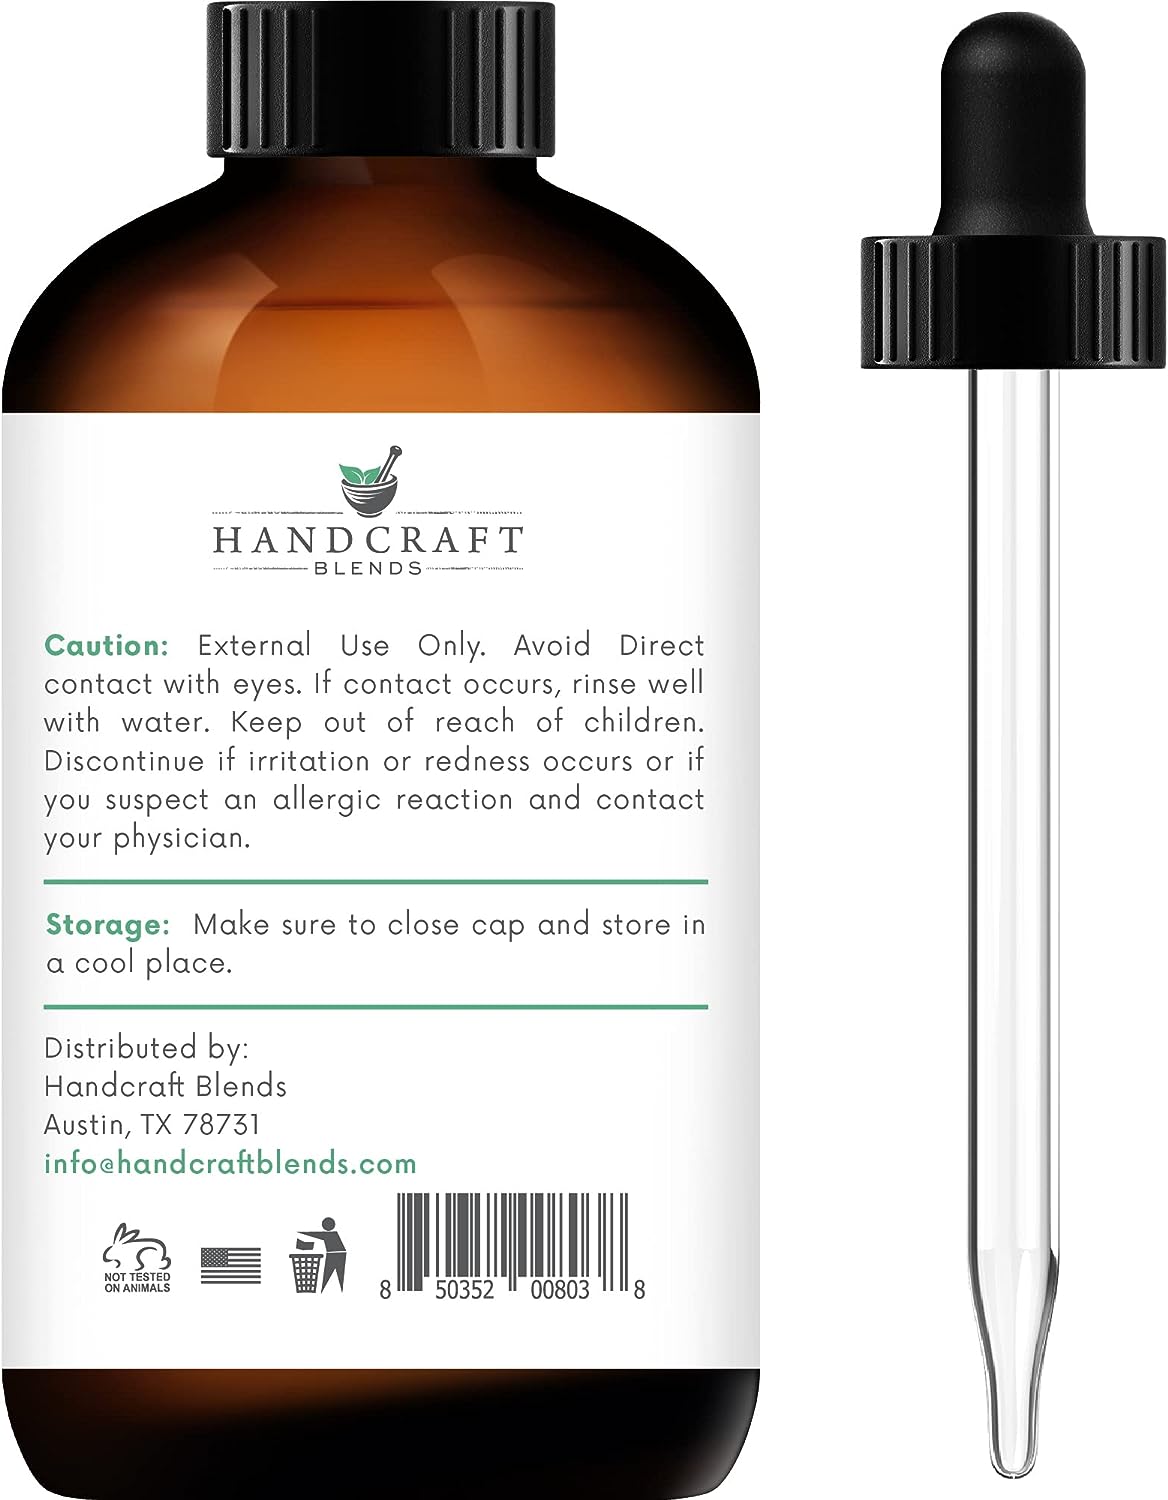 HANDCRAFT
BLENDS
Caution: External Use Only. Avoid Direct
contact with eyes. If contact occurs, rinse well
with water. Keep out of reach of children.
Discontinue if irritation or redness occurs or if
you suspect an allergic reaction and contact
your physician.
Storage: Make sure to close cap and store in
a cool place.
Distributed by:
Handcraft Blends
Austin, TX 78731
info@handcraftblends.com
NOT TESTED
ON ANIMALS
8 50352 00803 8